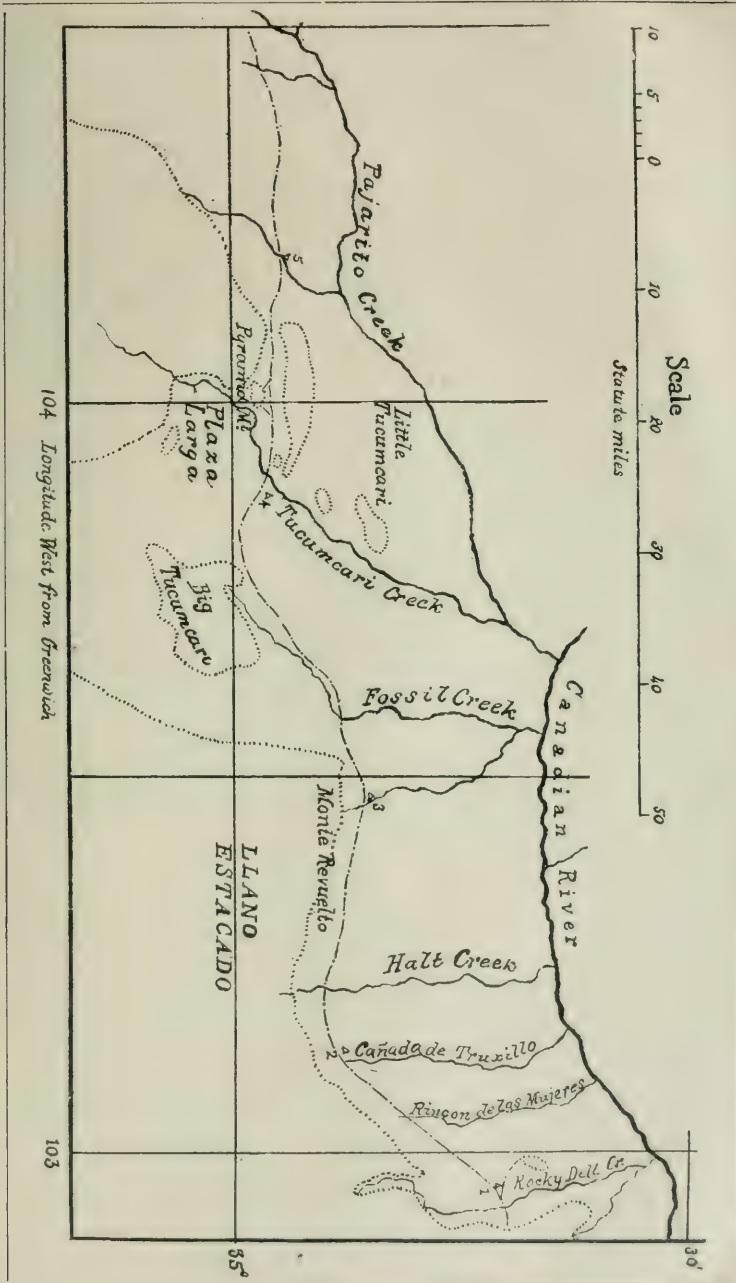 Scale
Statute miles
10 5 0 10 20 30 40 50
Pajarito Creek
Canadian River
Little
Tucumcari
Tucumcari Creek
Pyramid Mt
Plaza
Larga
Big
Tucumcari
Fossil Creek
Monte Revuelto
LLANO
ESTACADO
Halt Creek
Cañada de Truxillo
Rincon de las Mujeres
Rocky Dell Cr.
5
4
3
2
1
35°
30'
104 Longitude West from Greenwich
103